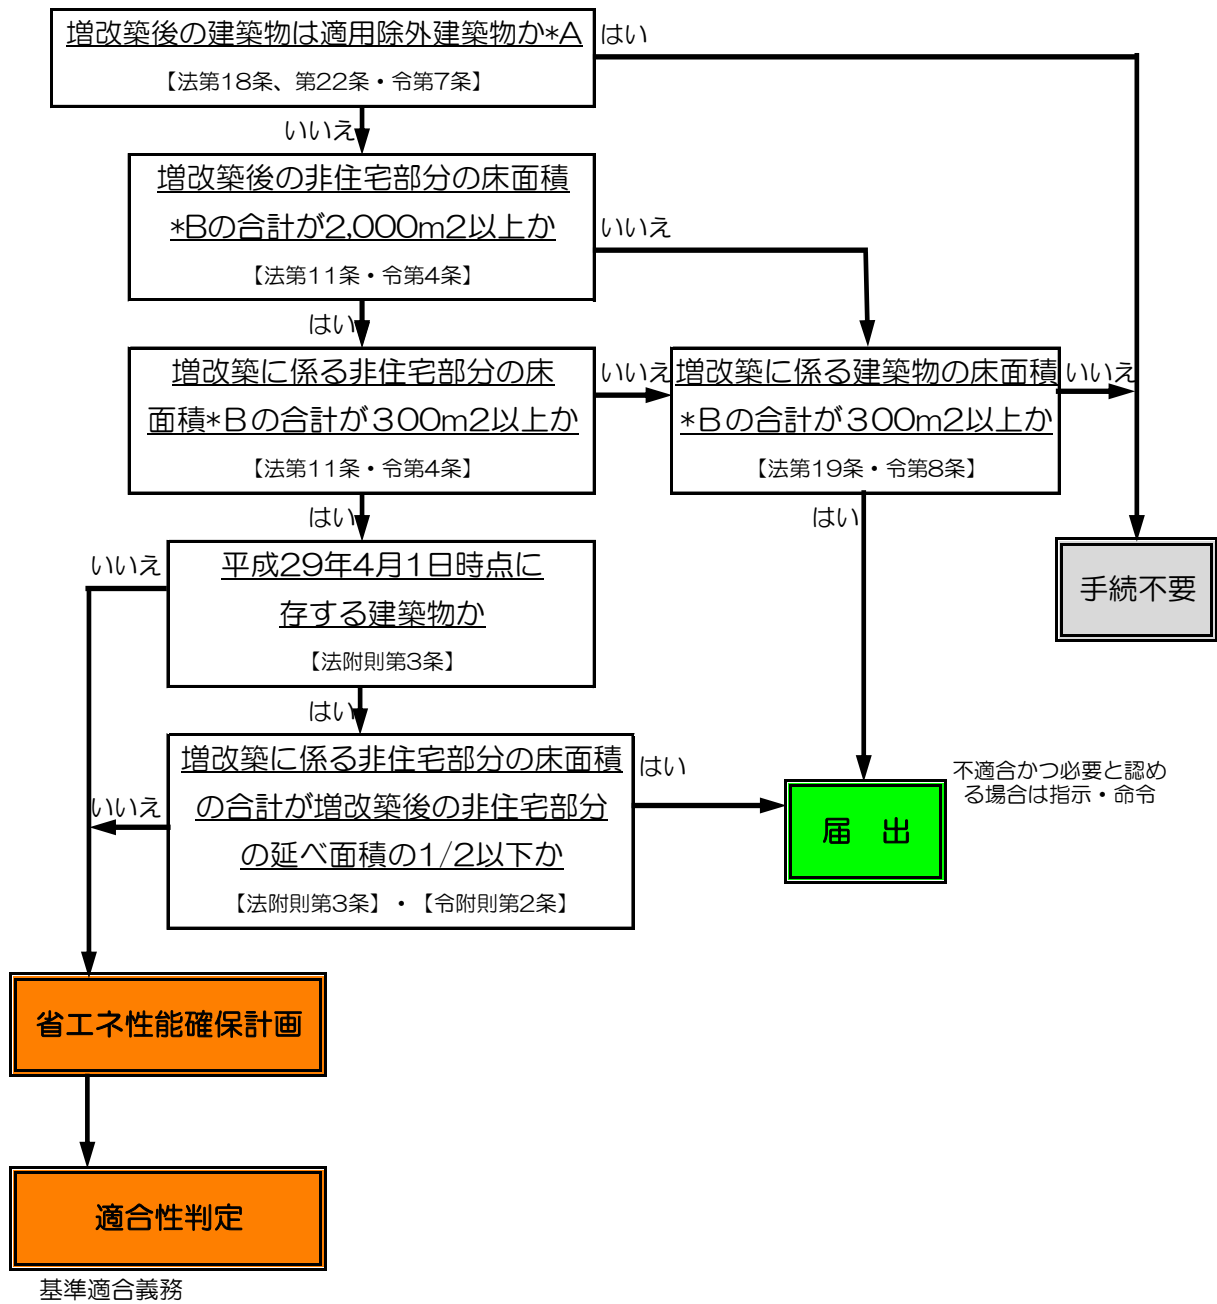 増改築後の建築物は適用除外建築物か*A
はい
【法第18条、第22条・令第7条】
いいえ
増改築後の非住宅部分の床面積
*Bの合計が2,000m2以上か
いいえ
【法第11条・令第4条】
はい
増改築に係る非住宅部分の床
面積*Bの合計が300m2以上か
【法第11条・令第4条】
いいえ
増改築に係る建築物の床面積
*Bの合計が300m2以上か
【法第19条・令第8条】
いいえ
はい
はい
いいえ
平成29年4月1日時点に
存する建築物か
【法附則第3条】
手続不要
はい
増改築に係る非住宅部分の床面積
の合計が増改築後の非住宅部分
の延べ面積の1/2以下か
【法附則第3条】・【令附則第2条】
はい
いいえ
不適合かつ必要と認め
る場合は指示・命令
届 出
省エネ性能確保計画
適合性判定
基準適合義務